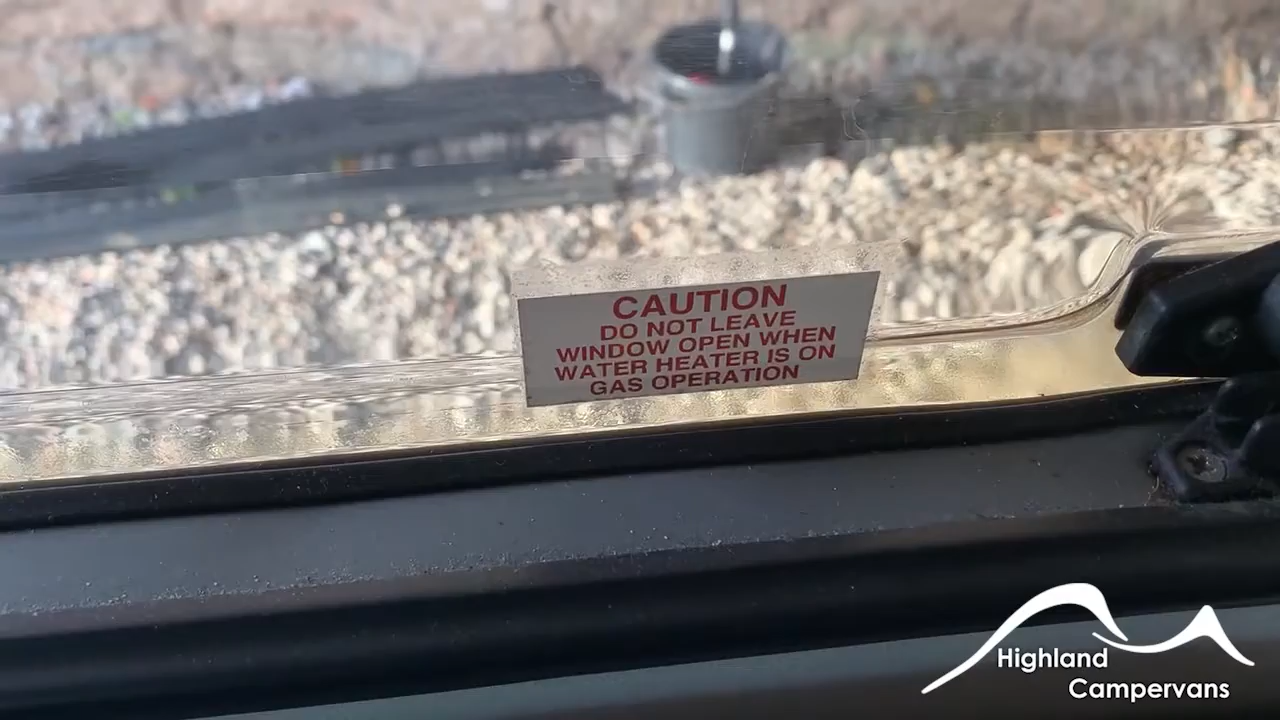 CAUTION
DO NOT LEAVE
WINDOW OPEN WHEN
WATER HEATER IS ON
GAS OPERATION
Highland
Campervans